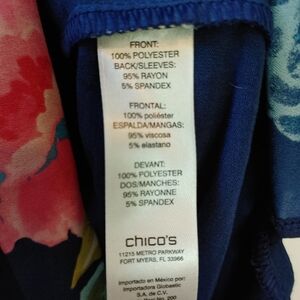 FRONT:
100% POLYESTER
BACK/SLEEVES:
95% RAYON
5% SPANDEX
FRONTAL:
100% poliéster
ESPALDA/MANGAS:
95% viscosa
5% elastano
DEVANT:
100% POLYESTER
DOS/MANCHES:
95% RAYONNE
5% SPANDEX
chico's
11215 METRO PARKWAY
FORT MYERS, FL 33966
Importado en México por:
Importadora Globastic
S.A. de C.V.
200